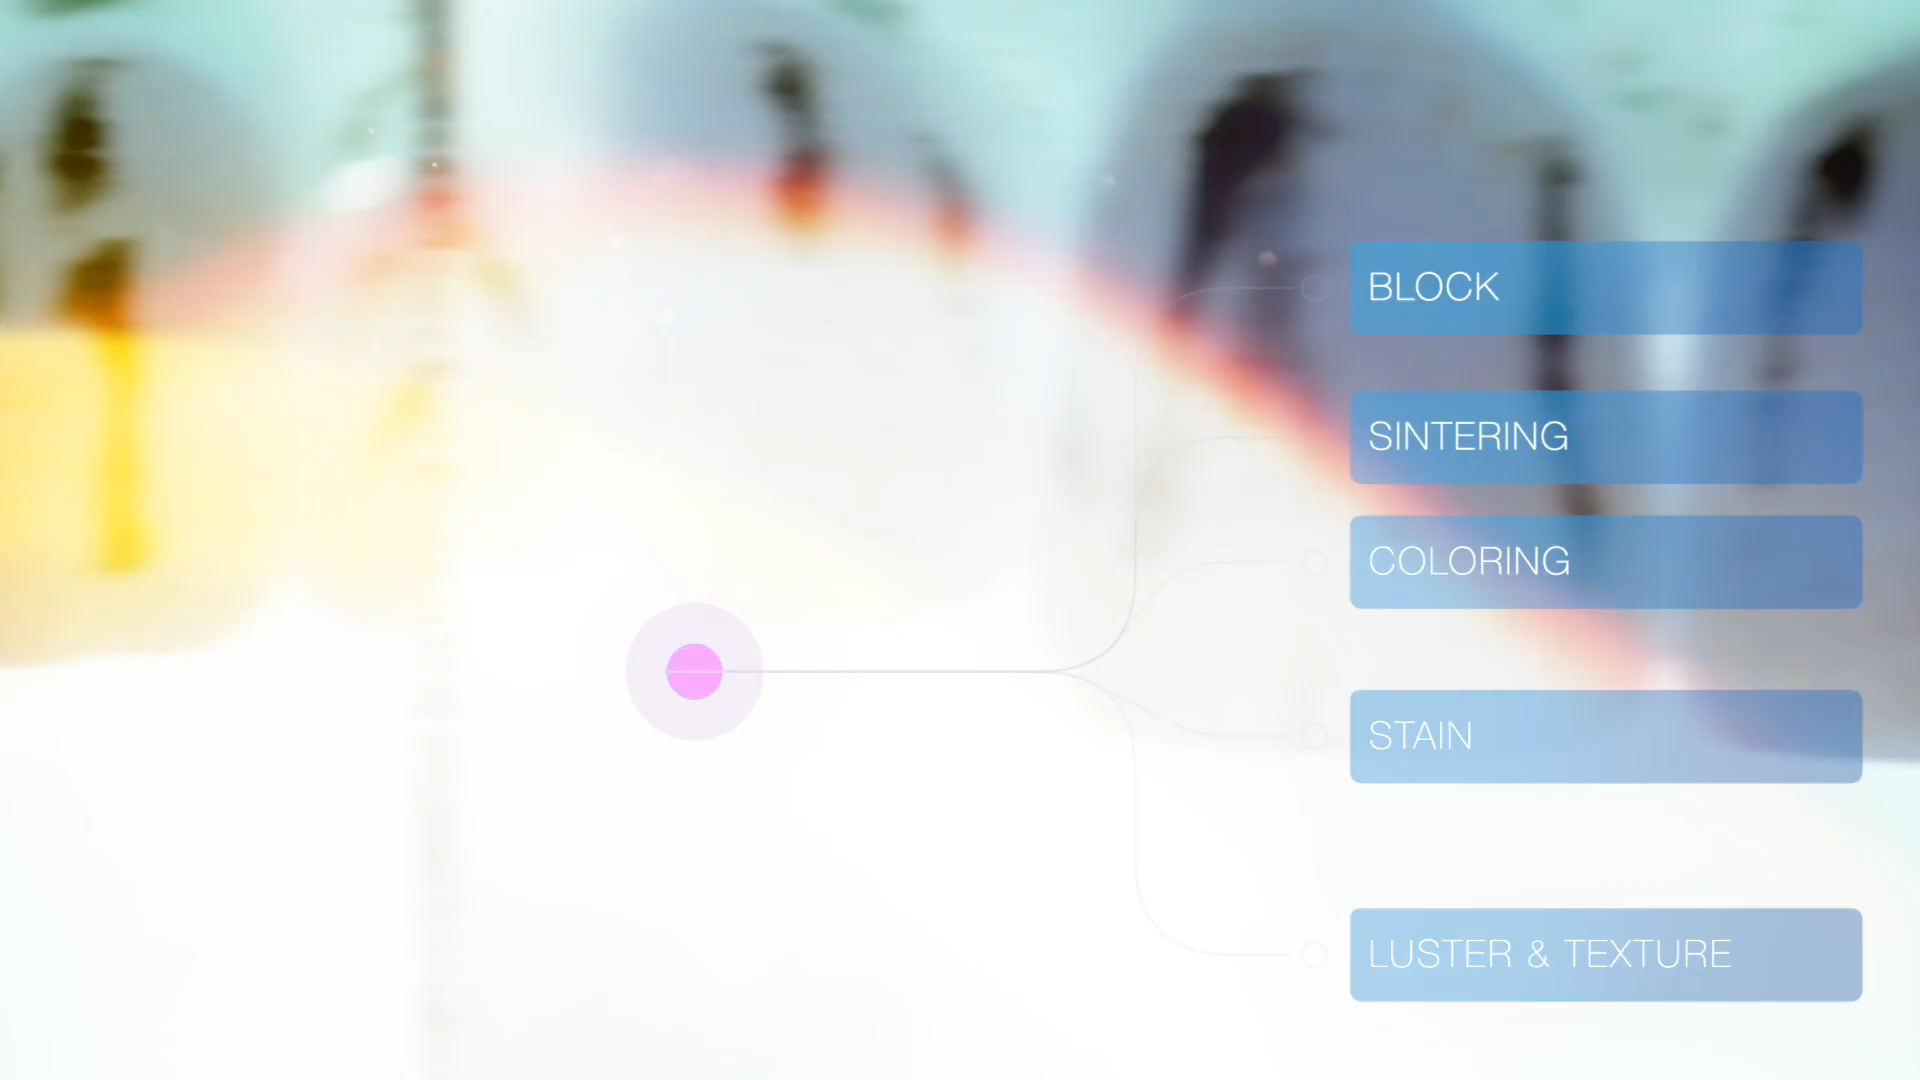 BLOCK
SINTERING
COLORING
STAIN
LUSTER & TEXTURE